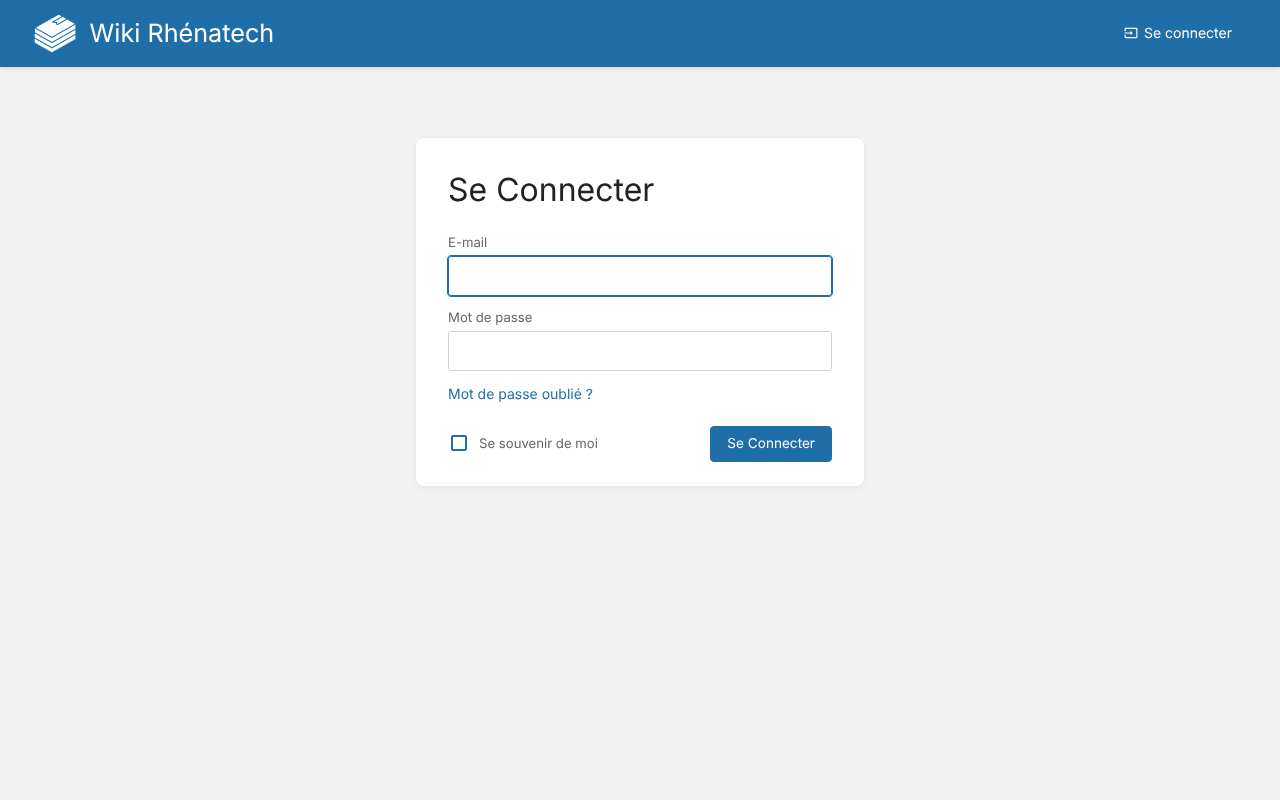 Wiki Rhénatech
Se connecter
Se Connecter
E-mail
Mot de passe
Mot de passe oublié ?
Se souvenir de moi
Se Connecter